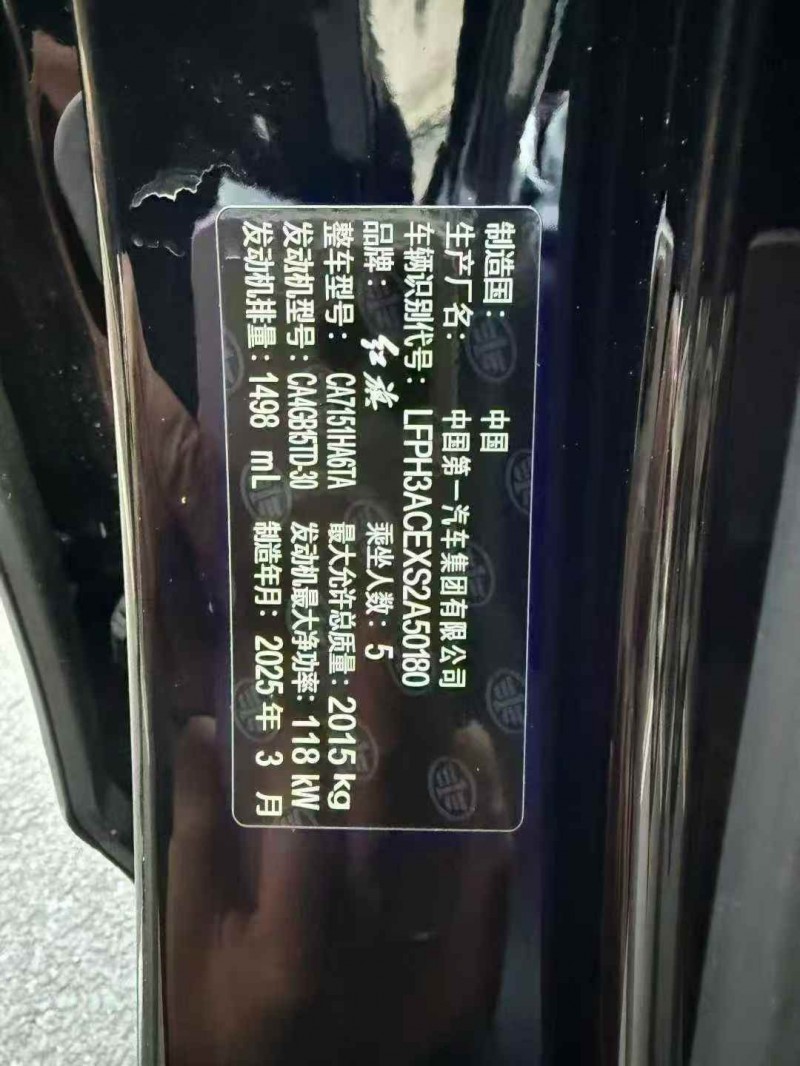 制造国： 中国
生产厂名： 中国第一汽车集团有限公司
车辆识别代号： LFPH3ACEXS2A50180
品牌： 红旗 乘坐人数： 5
整车型号： CA7151HA6TA 最大允许总质量： 2015 kg
发动机型号： CA4GB15TD-30 发动机最大净功率： 118 kW
发动机排量： 1498 mL 制造年月： 2025 年 3 月